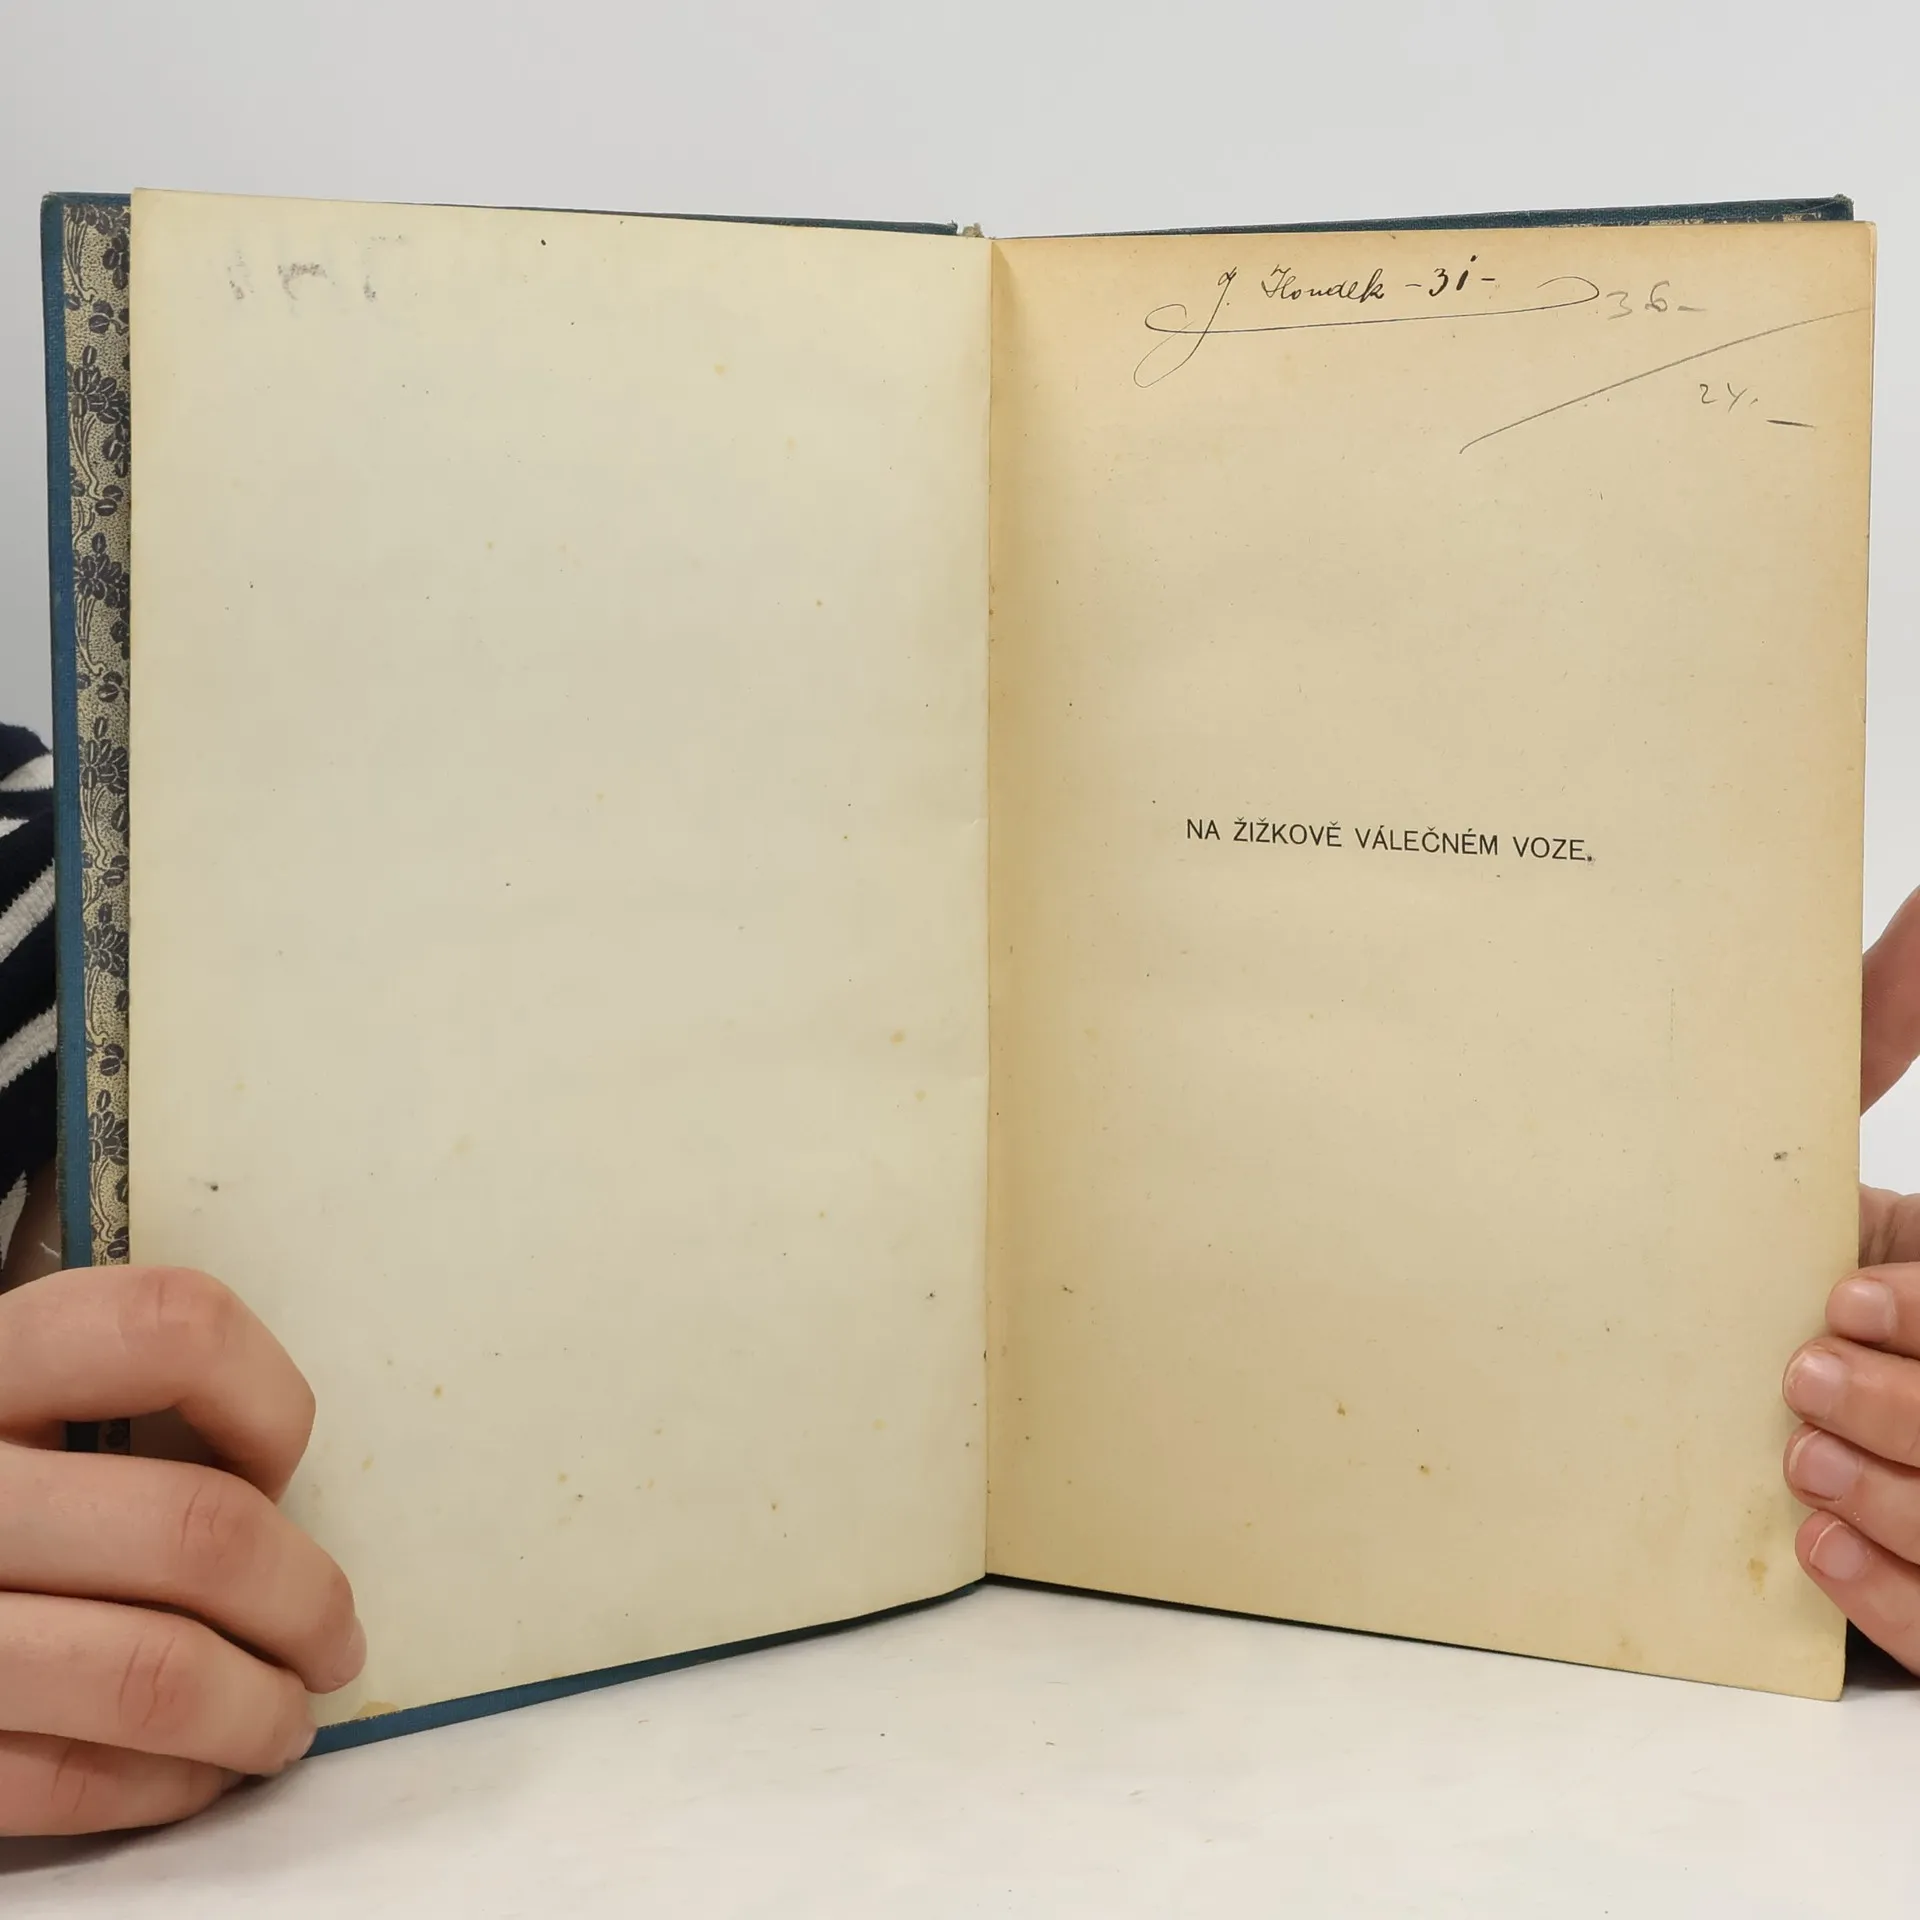 J. Houdek -31-
36-
24.-
NA ŽIŽKOVĚ VÁLEČNÉM VOZE.